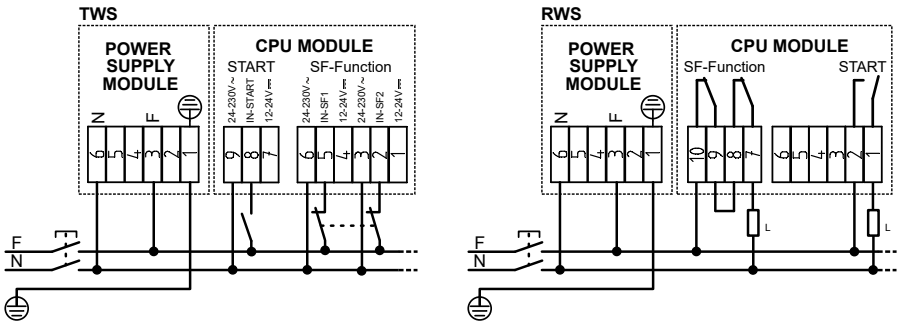 TWS
POWER SUPPLY MODULE
CPU MODULE
START
SF-Function
24-230V~
IN-START
12-24V⎓
24-230V~
IN-SF1
12-24V⎓
24-230V~
IN-SF2
12-24V⎓
N
F
6 5 4 3 2 1
9 8 7
6 5 4 3 2 1
F
N
RWS
POWER SUPPLY MODULE
CPU MODULE
SF-Function
START
N
F
6 5 4 3 2 1
10 9 8 7
6 5 4 3 2 1
L
L
F
N